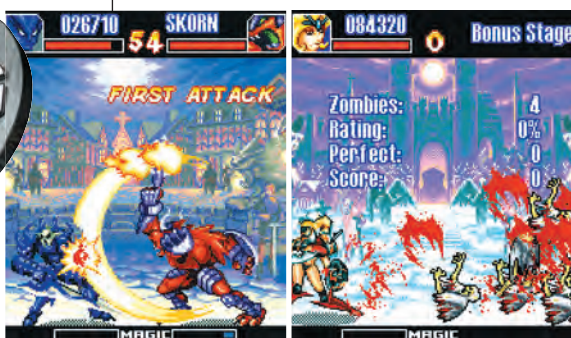 026710 54 SKORN
FIRST ATTACK
MAGIC
084320 0 Bonus Stage
Zombies: 4
Rating: 0%
Perfect: 0
Score: 0
MAGIC